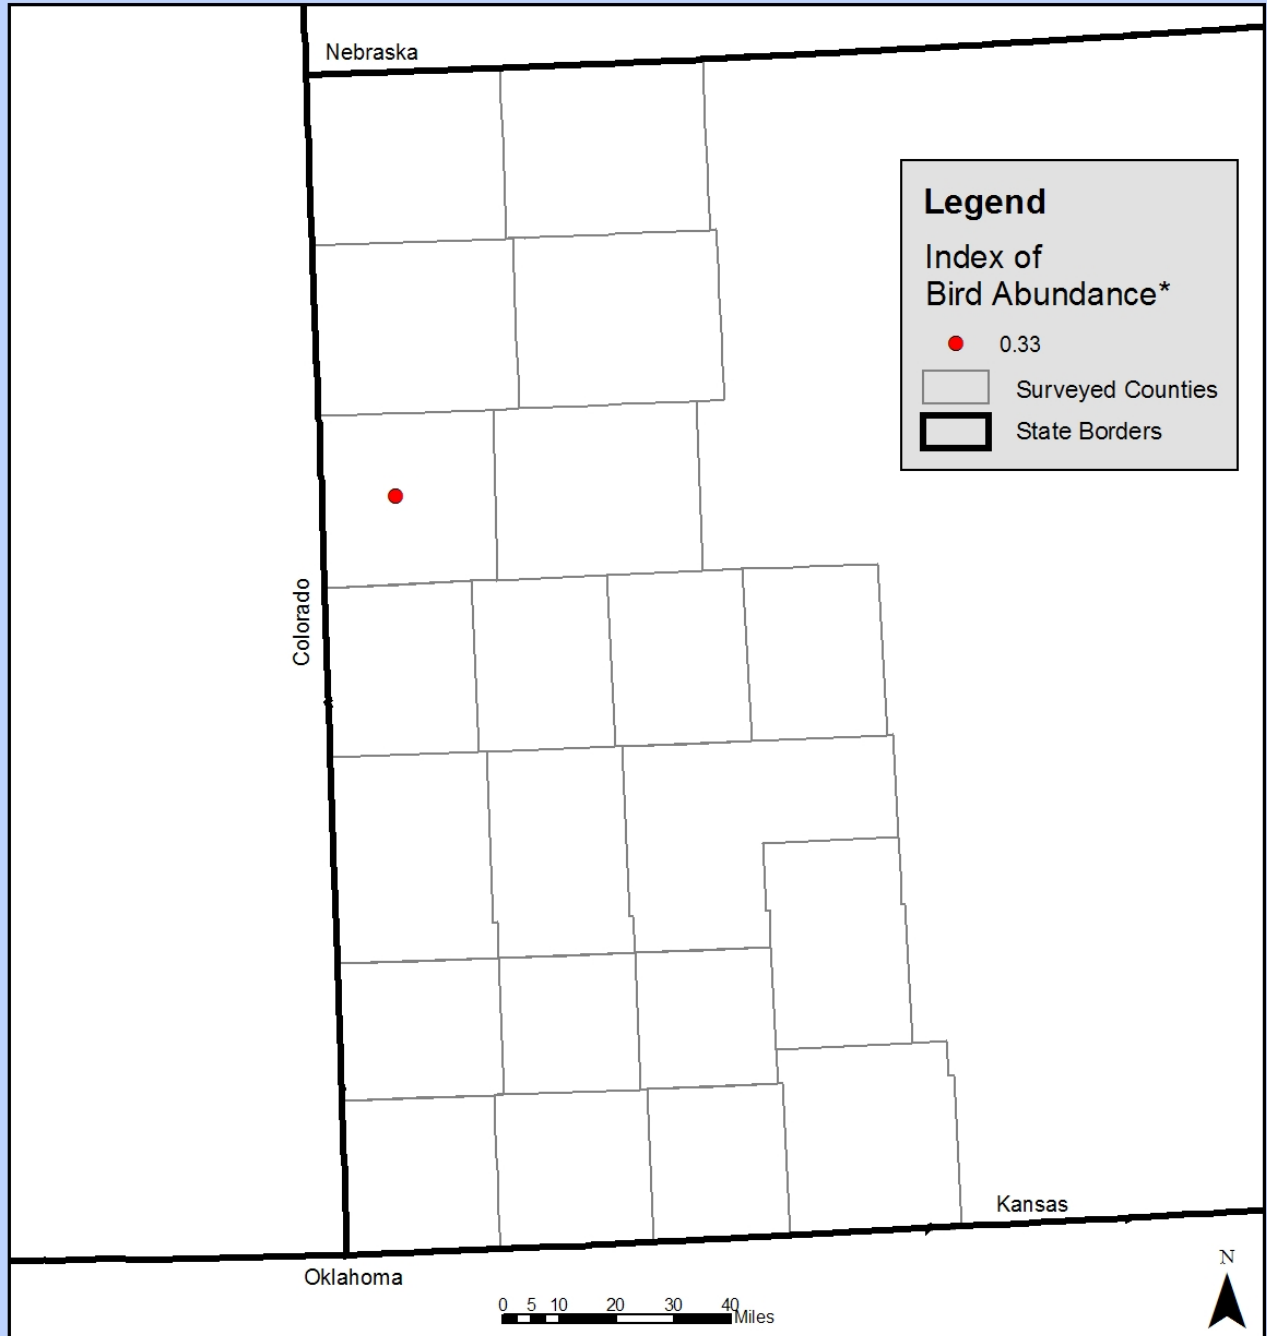 Nebraska
Legend
Index of
Bird Abundance*
0.33
Surveyed Counties
State Borders
Colorado
Kansas
Oklahoma
N
0 5 10 20 30 40
Miles